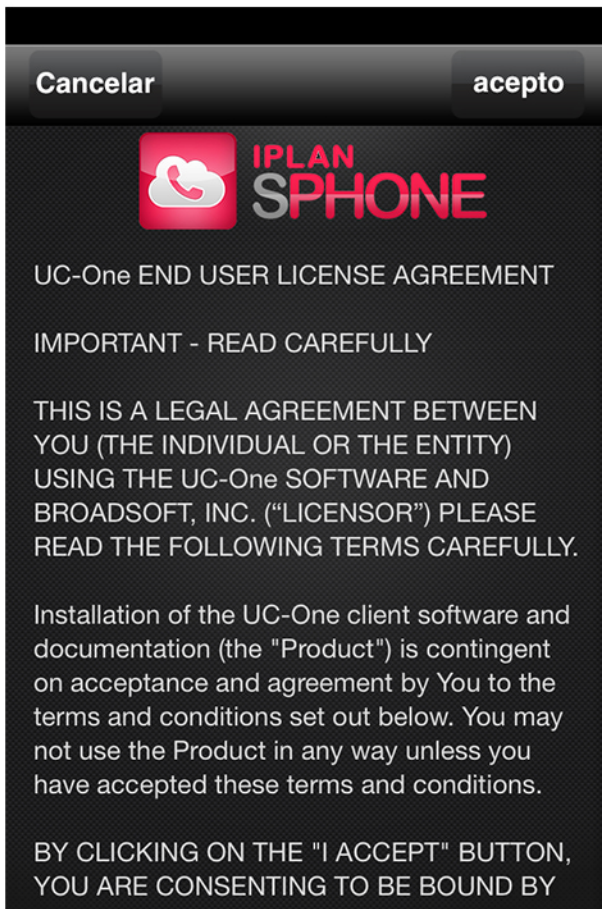 Cancelar
acepto
IPLAN
SPHONE
UC-One END USER LICENSE AGREEMENT
IMPORTANT - READ CAREFULLY
THIS IS A LEGAL AGREEMENT BETWEEN
YOU (THE INDIVIDUAL OR THE ENTITY)
USING THE UC-One SOFTWARE AND
BROADSOFT, INC. (“LICENSOR”) PLEASE
READ THE FOLLOWING TERMS CAREFULLY.
Installation of the UC-One client software and
documentation (the "Product") is contingent
on acceptance and agreement by You to the
terms and conditions set out below. You may
not use the Product in any way unless you
have accepted these terms and conditions.
BY CLICKING ON THE "I ACCEPT" BUTTON,
YOU ARE CONSENTING TO BE BOUND BY